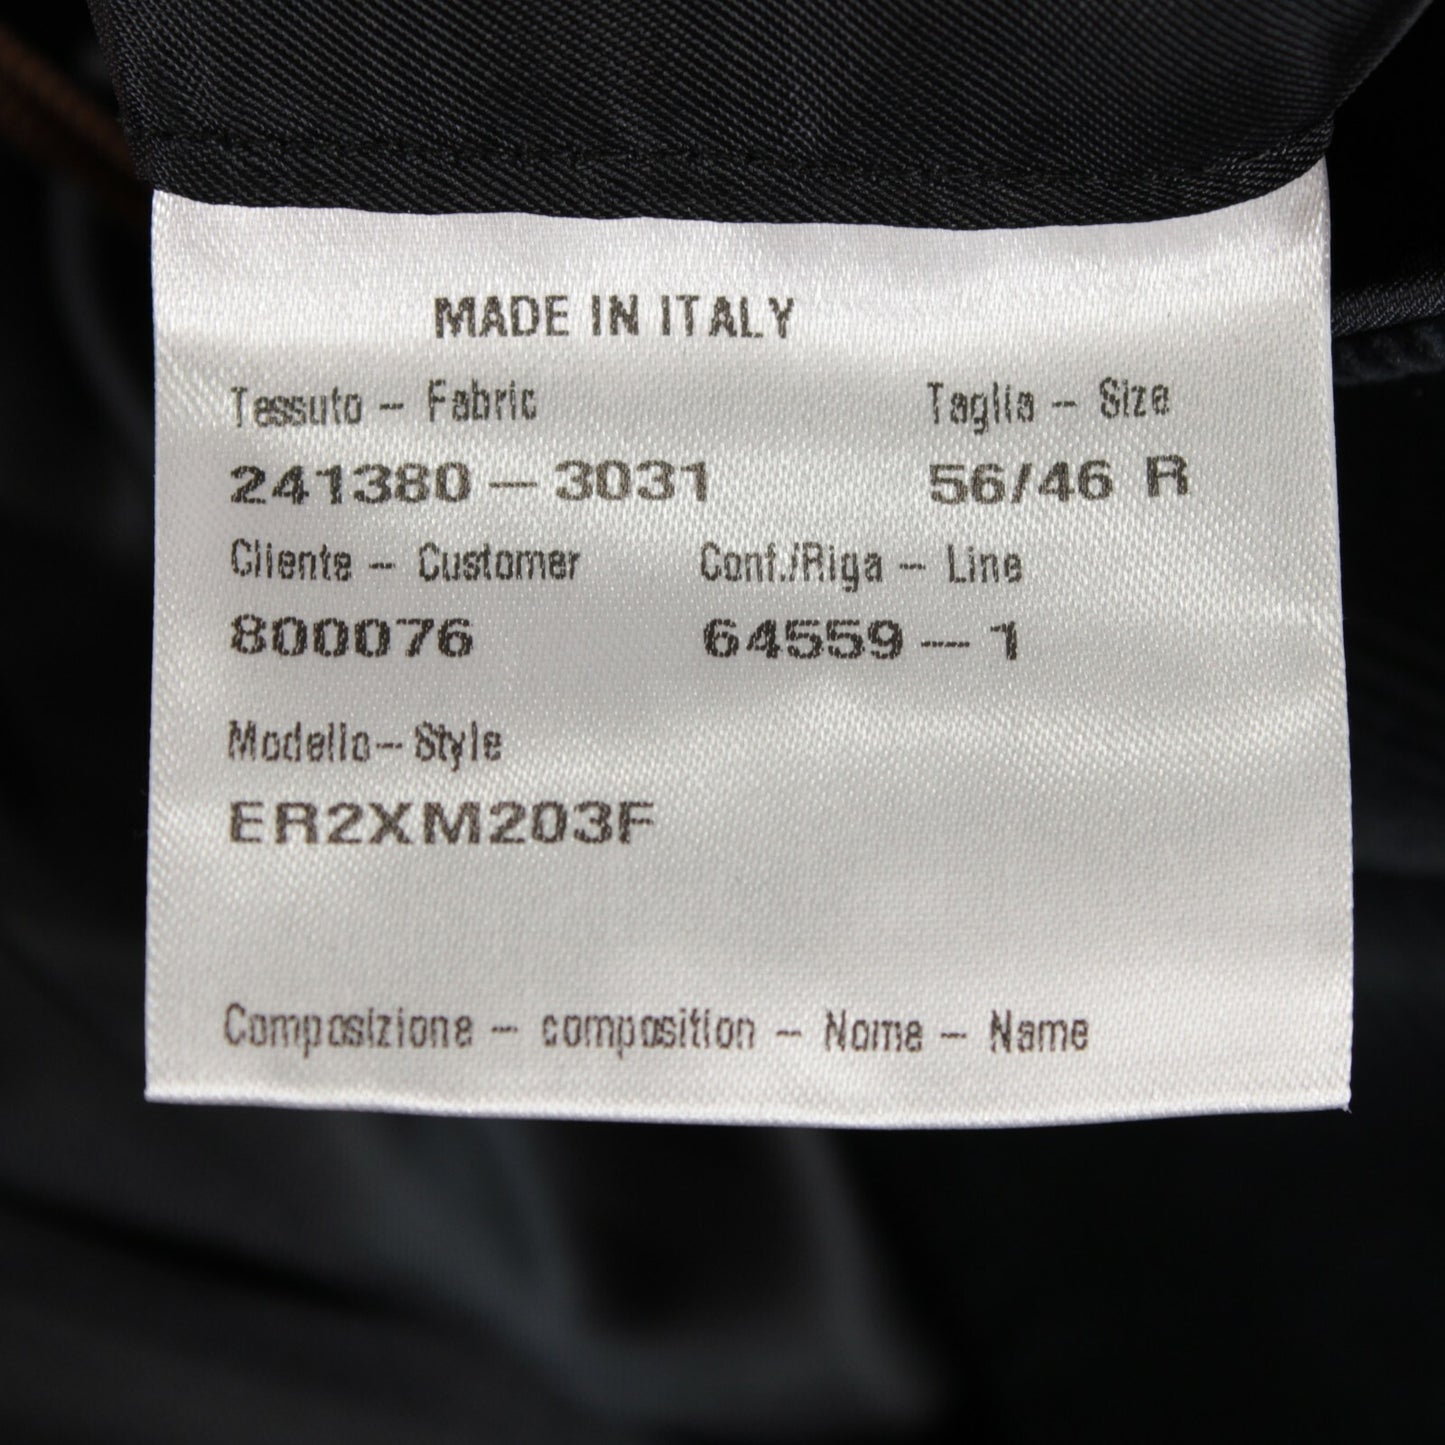 MADE IN ITALY
Tessuto - Fabric Taglia - Size
241380 - 3031 56/46 R
Cliente - Customer Conf./Riga - Line
800076 64559 - 1
Modello - Style
ER2XM203F
Composizione - composition - Nome - Name